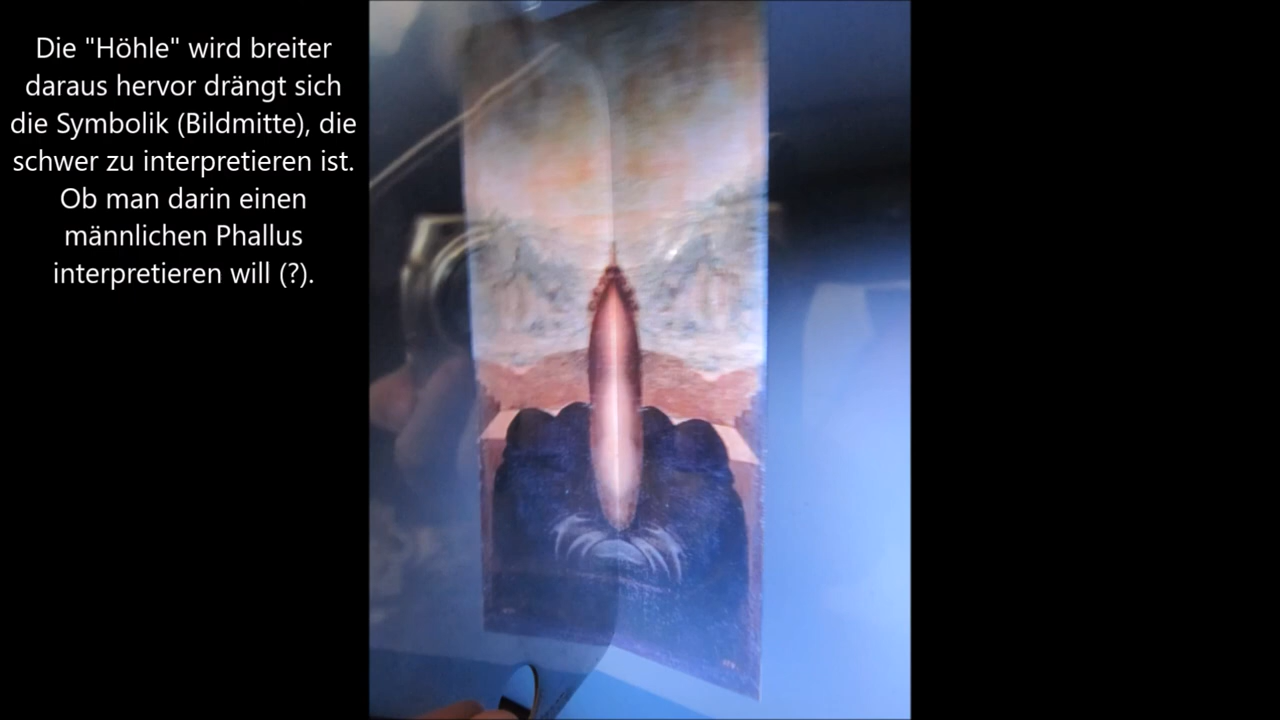 Die "Höhle" wird breiter
daraus hervor drängt sich
die Symbolik (Bildmitte), die
schwer zu interpretieren ist.
Ob man darin einen
männlichen Phallus
interpretieren will (?).